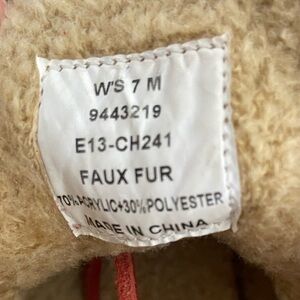 W'S 7 M
9443219
E13-CH241
FAUX FUR
70%ACRYLIC+30%POLYESTER
MADE IN CHINA